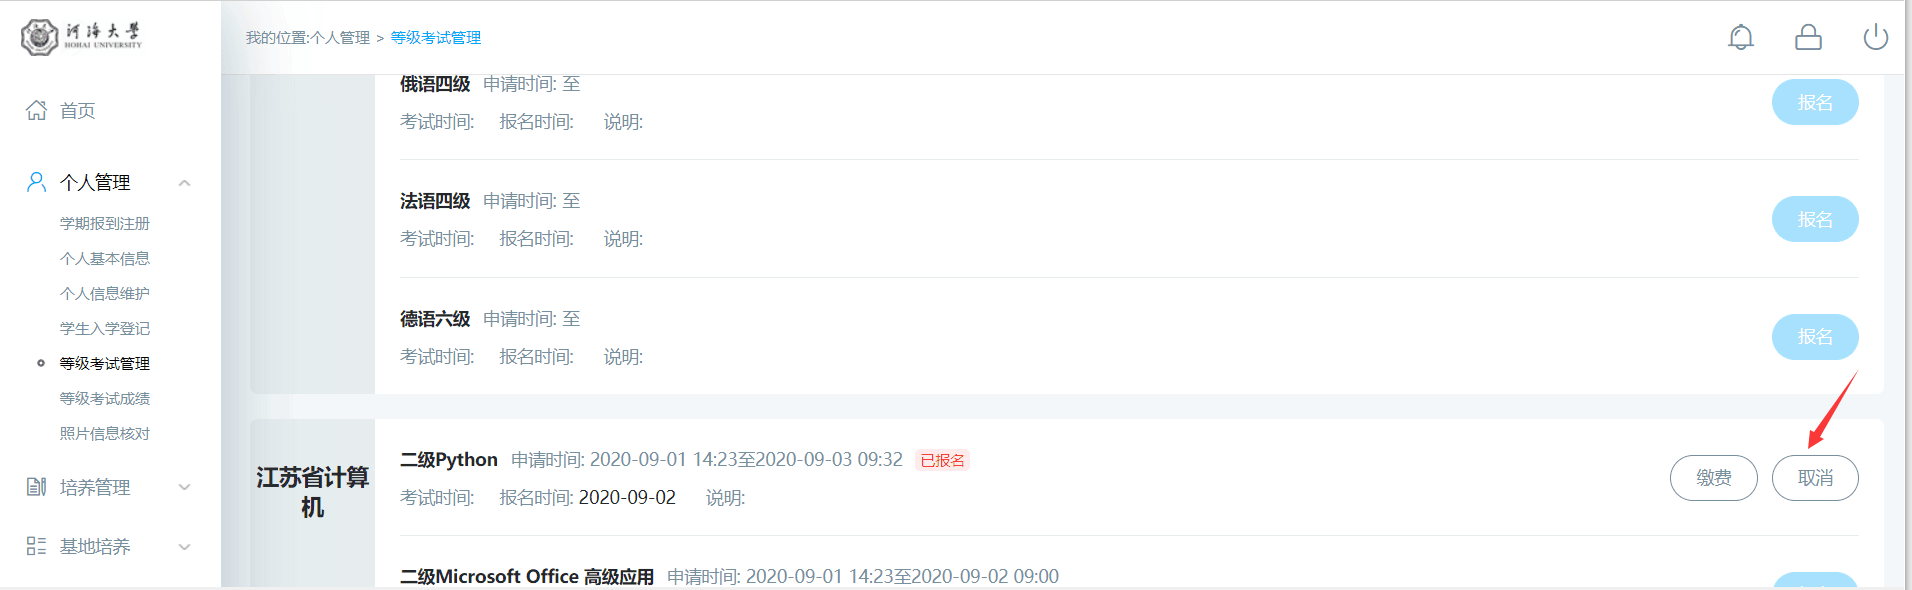 河海大学
HOHAI UNIVERSITY
首页
个人管理
学期报到注册
个人基本信息
个人信息维护
学生入学登记
等级考试管理
等级考试成绩
照片信息核对
培养管理
基地培养
我的位置:个人管理 > 等级考试管理
俄语四级 申请时间: 至
考试时间: 报名时间: 说明:
报名
法语四级 申请时间: 至
考试时间: 报名时间: 说明:
报名
德语六级 申请时间: 至
考试时间: 报名时间: 说明:
报名
江苏省计算
机
二级Python 申请时间: 2020-09-01 14:23至2020-09-03 09:32 已报名
考试时间: 报名时间: 2020-09-02 说明:
缴费 取消
二级Microsoft Office 高级应用 申请时间: 2020-09-01 14:23至2020-09-02 09:00